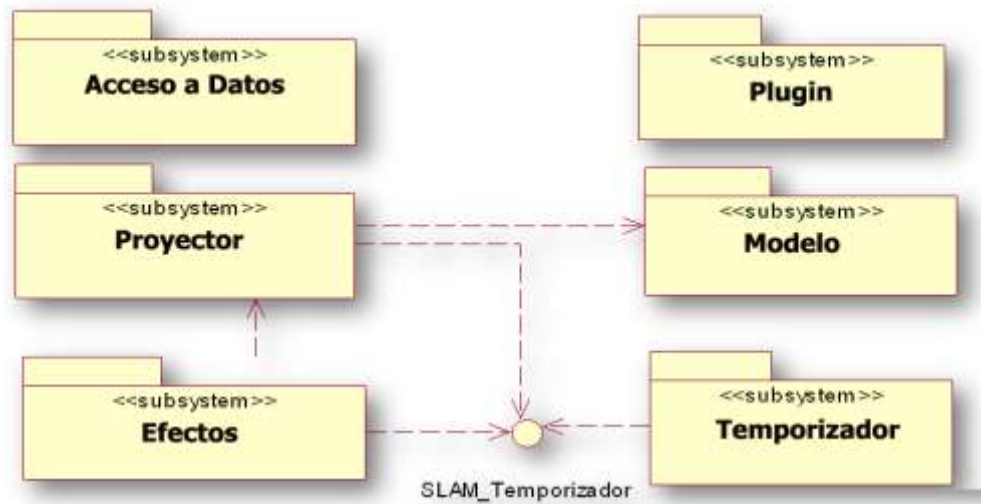 <<subsystem>>
Acceso a Datos
<<subsystem>>
Plugin
<<subsystem>>
Proyector
<<subsystem>>
Modelo
<<subsystem>>
Efectos
<<subsystem>>
Temporizador
SLAM_Temporizador